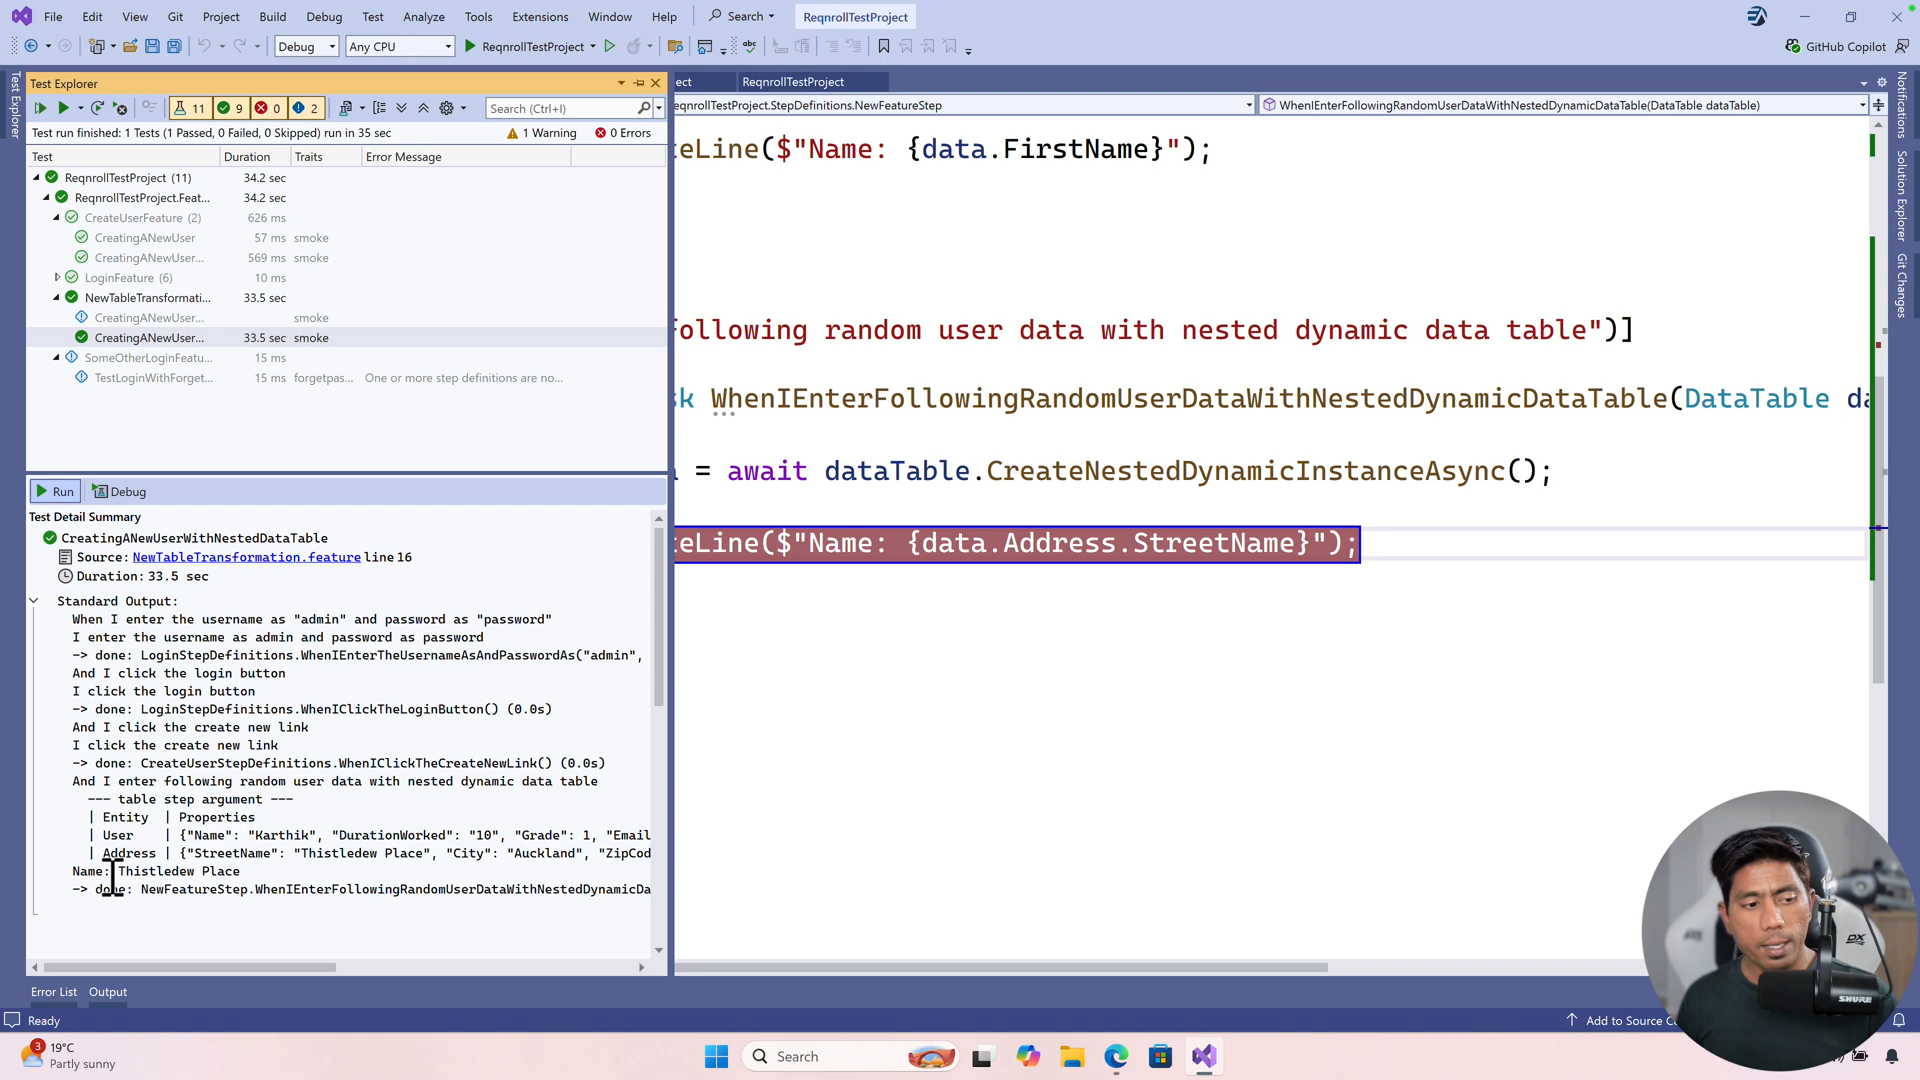 File Edit View Git Project Build Debug Test Analyze Tools Extensions Window Help Search ReqnrollTestProject
Debug Any CPU ReqnrollTestProject GitHub Copilot
Test Explorer
Test Explorer
11 9 0 2 Search (Ctrl+I)
Test run finished: 1 Tests (1 Passed, 0 Failed, 0 Skipped) run in 35 sec 1 Warning 0 Errors
Test Duration Traits Error Message
ReqnrollTestProject (11) 34.2 sec
ReqnrollTestProject.Feat... 34.2 sec
CreateUserFeature (2) 626 ms
CreatingANewUser 57 ms smoke
CreatingANewUser... 569 ms smoke
LoginFeature (6) 10 ms
NewTableTransformati... 33.5 sec
CreatingANewUser... smoke
CreatingANewUser... 33.5 sec smoke
SomeOtherLoginFeatu... 15 ms
TestLoginWithForget... 15 ms forgetpas... One or more step definitions are no...
Run Debug
Test Detail Summary
CreatingANewUserWithNestedDataTable
Source: NewTableTransformation.feature line 16
Duration: 33.5 sec
Standard Output:
When I enter the username as "admin" and password as "password"
I enter the username as admin and password as password
-> done: LoginStepDefinitions.WhenIEnterTheUsernameAsAndPasswordAs("admin",
And I click the login button
I click the login button
-> done: LoginStepDefinitions.WhenIClickTheLoginButton() (0.0s)
And I click the create new link
I click the create new link
-> done: CreateUserStepDefinitions.WhenIClickTheCreateNewLink() (0.0s)
And I enter following random user data with nested dynamic data table
--- table step argument ---
| Entity | Properties
| User | {"Name": "Karthik", "DurationWorked": "10", "Grade": 1, "Email
| Address | {"StreetName": "Thistledew Place", "City": "Auckland", "ZipCod
Name: Thistledew Place
-> done: NewFeatureStep.WhenIEnterFollowingRandomUserDataWithNestedDynamicDa
Error List Output
ect ReqnrollTestProject
eqnrollTestProject.StepDefinitions.NewFeatureStep WhenIEnterFollowingRandomUserDataWithNestedDynamicDataTable(DataTable dataTable)
teLine($"Name: {data.FirstName}");
following random user data with nested dynamic data table")]
sk WhenIEnterFollowingRandomUserDataWithNestedDynamicDataTable(DataTable da
= await dataTable.CreateNestedDynamicInstanceAsync();
teLine($"Name: {data.Address.StreetName}");
Notifications
Solution Explorer
Git Changes
DX
SHURE
Ready Add to Source C
3 19°C
Partly sunny
Search